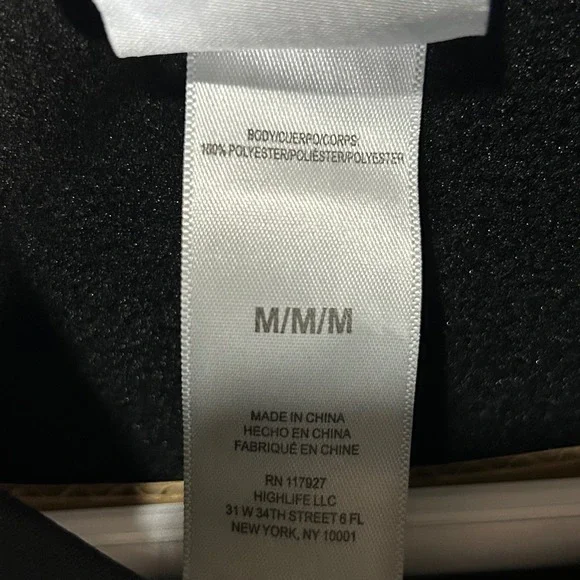 BODY/CUERPO/CORPS:
100% POLYESTER/POLIÉSTER/POLYESTER
M/M/M
MADE IN CHINA
HECHO EN CHINA
FABRIQUÉ EN CHINE
RN 117927
HIGHLIFE LLC
31 W 34TH STREET 6 FL
NEW YORK, NY 10001